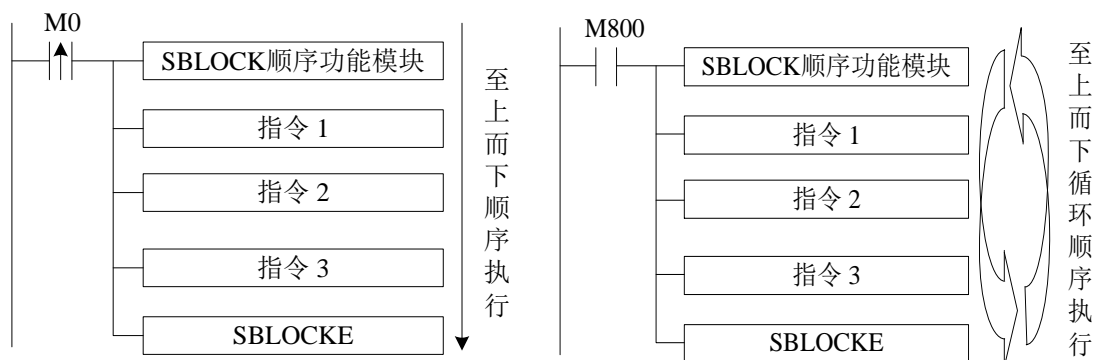 M0
SBLOCK顺序功能模块
指令 1
指令 2
指令 3
SBLOCKE
至上而下顺序执行
M800
SBLOCK顺序功能模块
指令 1
指令 2
指令 3
SBLOCKE
至上而下循环顺序执行